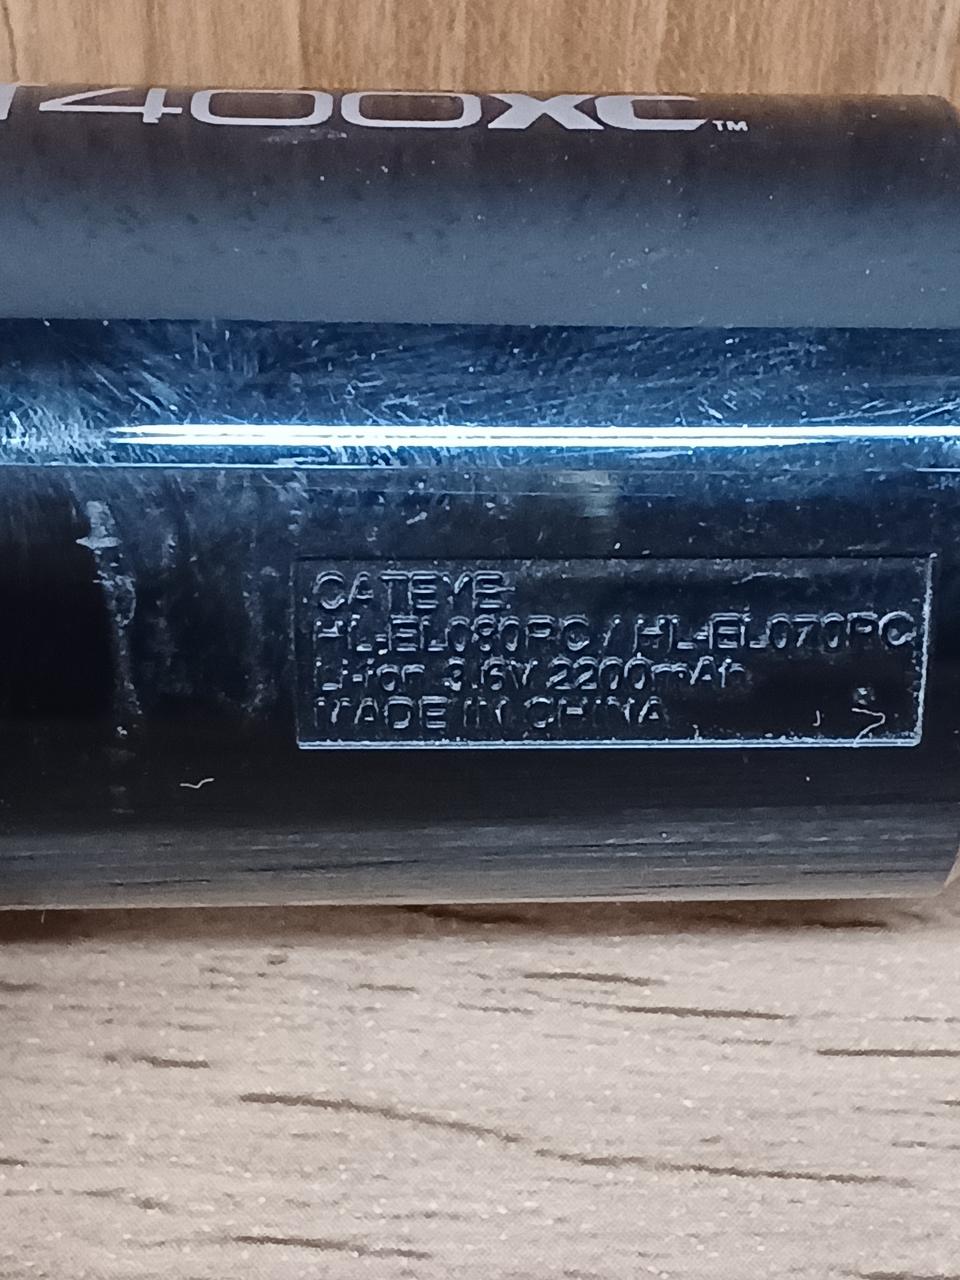 400XC™
CATEYE
HL-EL080RC / HL-EL070RC
Li-ion 3.6V 2200mAh
MADE IN CHINA